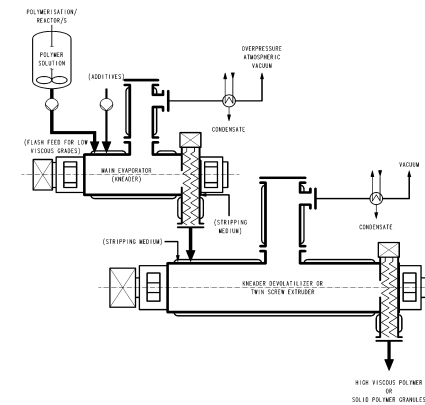 POLYMERISATION/
REACTOR/S
POLYMER
SOLUTION
(ADDITIVES)
OVERPRESSURE
ATMOSPHERIC
VACUUM
CONDENSATE
(FLASH FEED FOR LOW
VISCOUS GRADES)
MAIN EVAPORATOR
(KNEADER)
VACUUM
(STRIPPING
MEDIUM)
CONDENSATE
(STRIPPING MEDIUM)
KNEADER DEVOLATILIZER OR
TWIN SCREW EXTRUDER
HIGH VISCOUS POLYMER
OR
SOLID POLYMER GRANULES